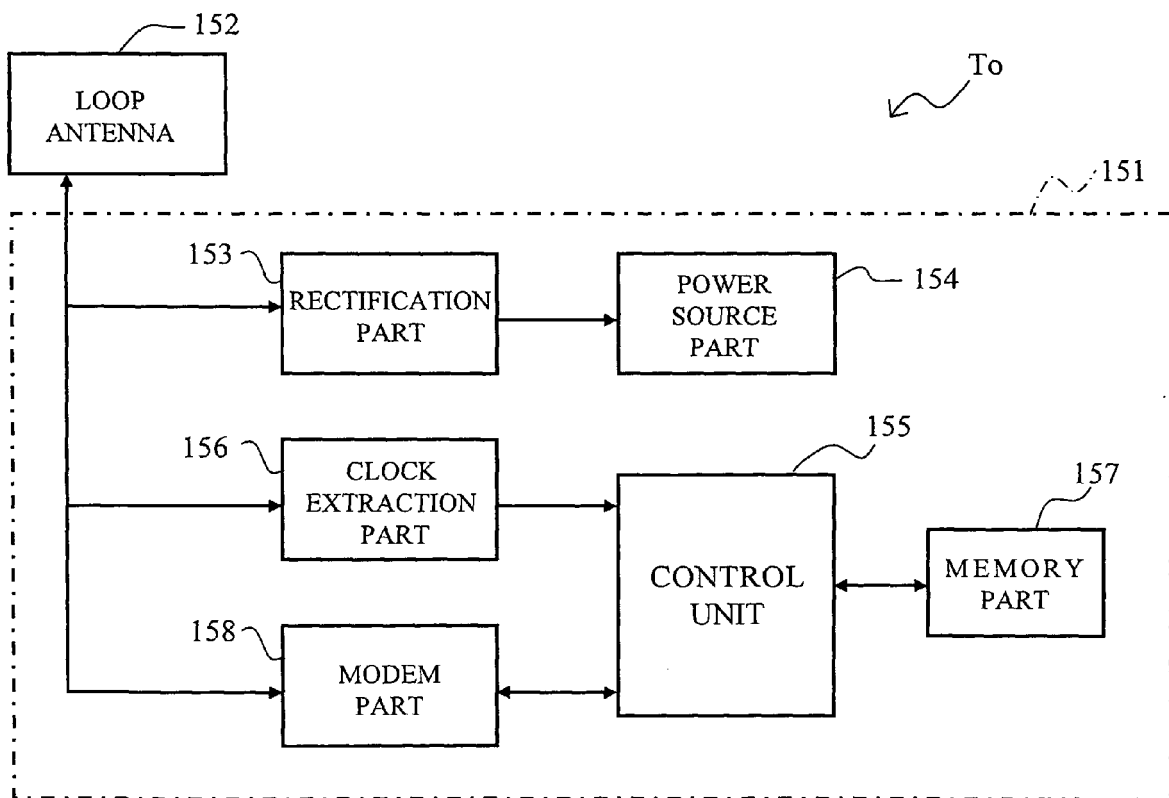 152
LOOP
ANTENNA
To
151
153
RECTIFICATION
PART
POWER
SOURCE
PART
154
156
CLOCK
EXTRACTION
PART
155
CONTROL
UNIT
157
MEMORY
PART
158
MODEM
PART